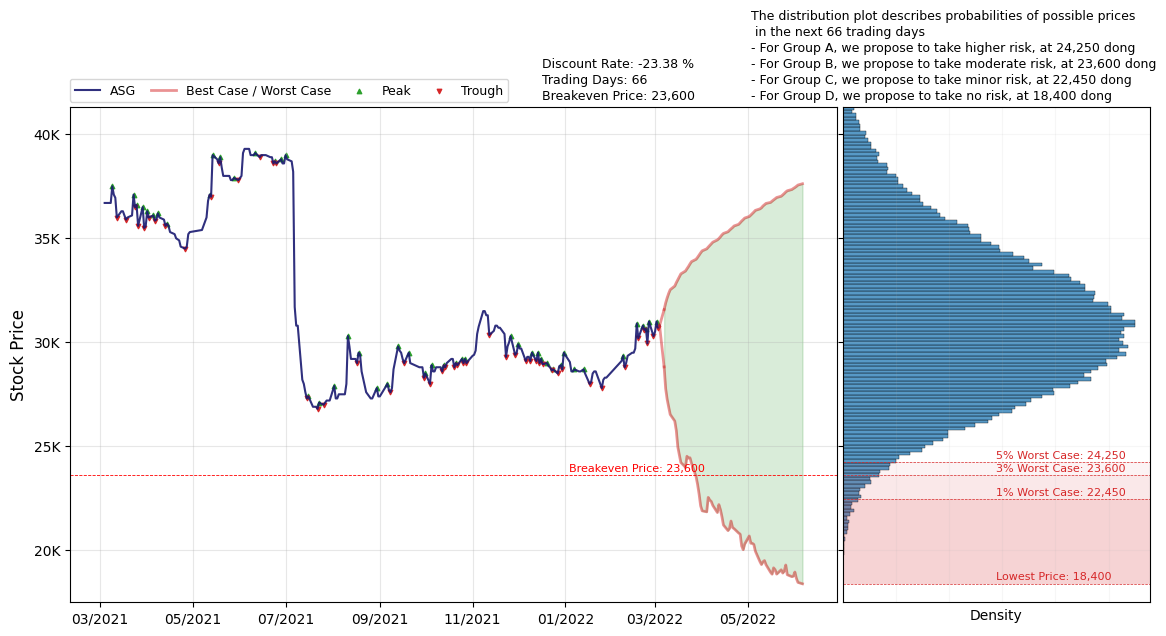 The distribution plot describes probabilities of possible prices
in the next 66 trading days
- For Group A, we propose to take higher risk, at 24,250 dong
- For Group B, we propose to take moderate risk, at 23,600 dong
- For Group C, we propose to take minor risk, at 22,450 dong
- For Group D, we propose to take no risk, at 18,400 dong
Discount Rate: -23.38 %
Trading Days: 66
Breakeven Price: 23,600
ASG
Best Case / Worst Case
Peak
Trough
Stock Price
40K
35K
30K
25K
20K
Breakeven Price: 23,600
5% Worst Case: 24,250
3% Worst Case: 23,600
1% Worst Case: 22,450
Lowest Price: 18,400
03/2021
05/2021
07/2021
09/2021
11/2021
01/2022
03/2022
05/2022
Density